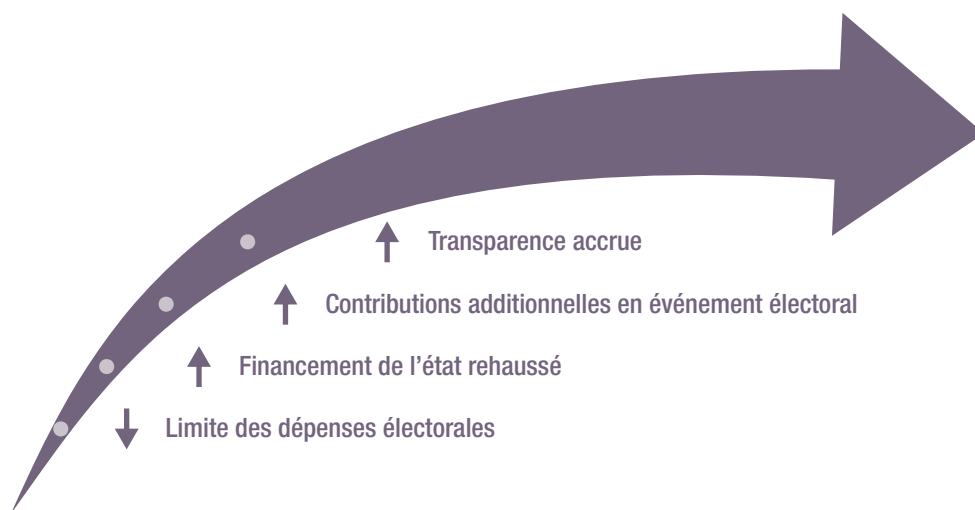 Transparence accrue
Contributions additionnelles en événement électoral
Financement de l’état rehaussé
Limite des dépenses électorales